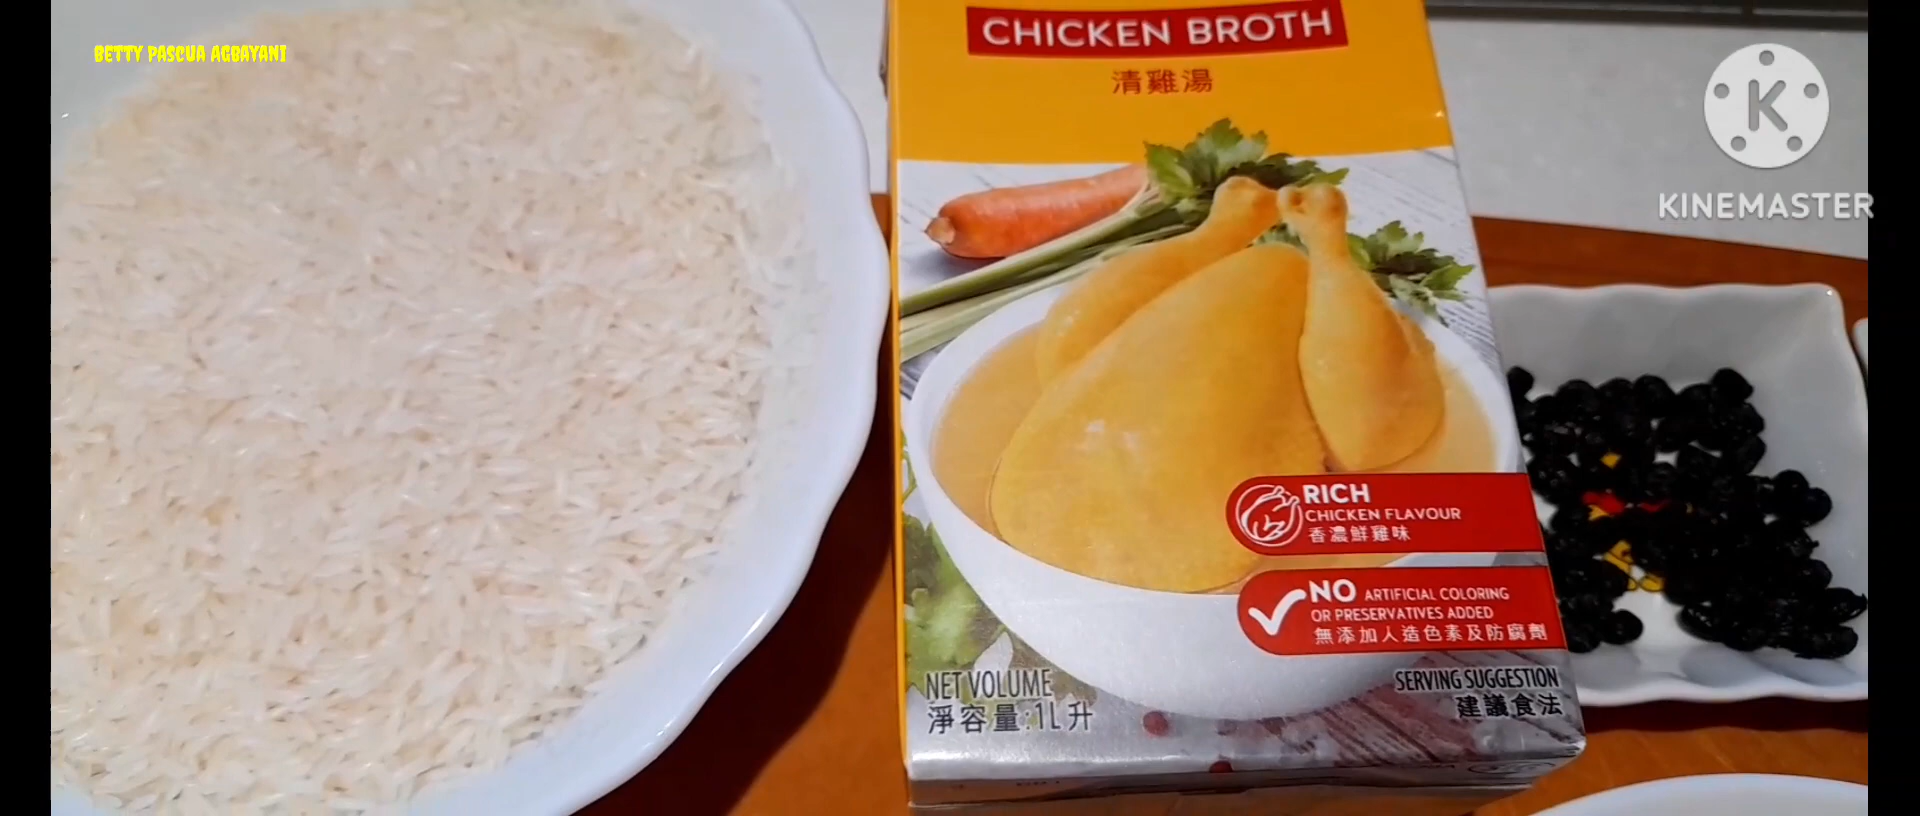 BETTY PASCUA AGBAYANI
CHICKEN BROTH
清雞湯
K
KINEMASTER
RICH
CHICKEN FLAVOUR
香濃鮮雞味
NO ARTIFICIAL COLORING
OR PRESERVATIVES ADDED
無添加人造色素及防腐劑
NET VOLUME
淨容量:1L升
SERVING SUGGESTION
建議食法